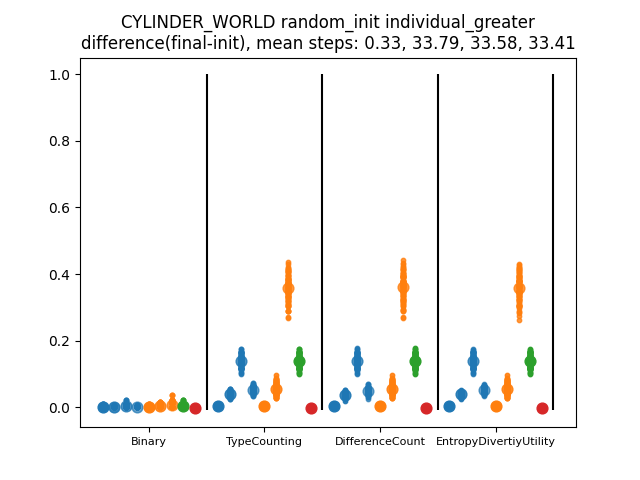 CYLINDER_WORLD random_init individual_greater
difference(final-init), mean steps: 0.33, 33.79, 33.58, 33.41
1.0
0.8
0.6
0.4
0.2
0.0
Binary TypeCounting DifferenceCount EntropyDivertiyUtility